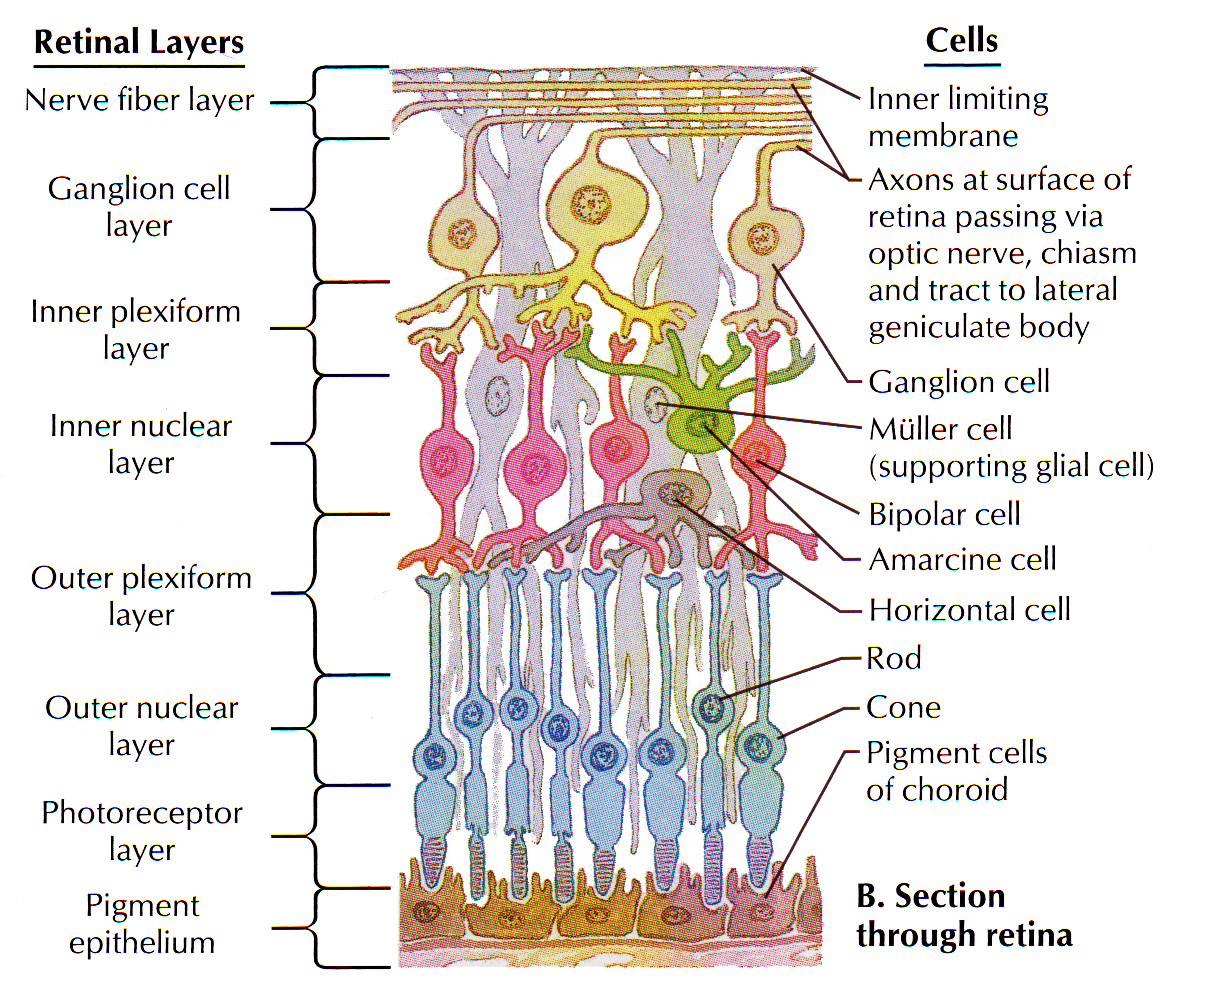 Retinal Layers
Nerve fiber layer
Ganglion cell
layer
Inner plexiform
layer
Inner nuclear
layer
Outer plexiform
layer
Outer nuclear
layer
Photoreceptor
layer
Pigment
epithelium
Cells
Inner limiting
membrane
Axons at surface of
retina passing via
optic nerve, chiasm
and tract to lateral
geniculate body
Ganglion cell
Müller cell
(supporting glial cell)
Bipolar cell
Amarcine cell
Horizontal cell
Rod
Cone
Pigment cells
of choroid
B. Section
through retina